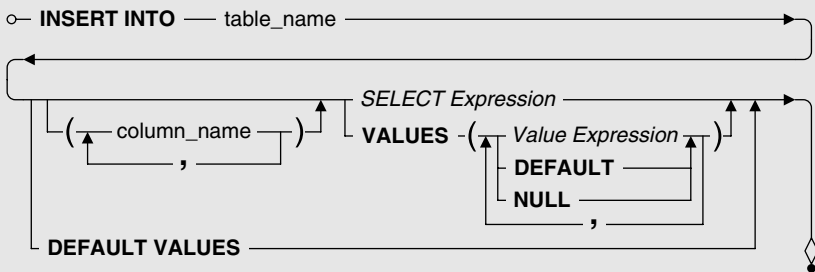 INSERT INTO table_name
SELECT Expression
( column_name ) VALUES ( Value Expression )
, DEFAULT
NULL
,
DEFAULT VALUES